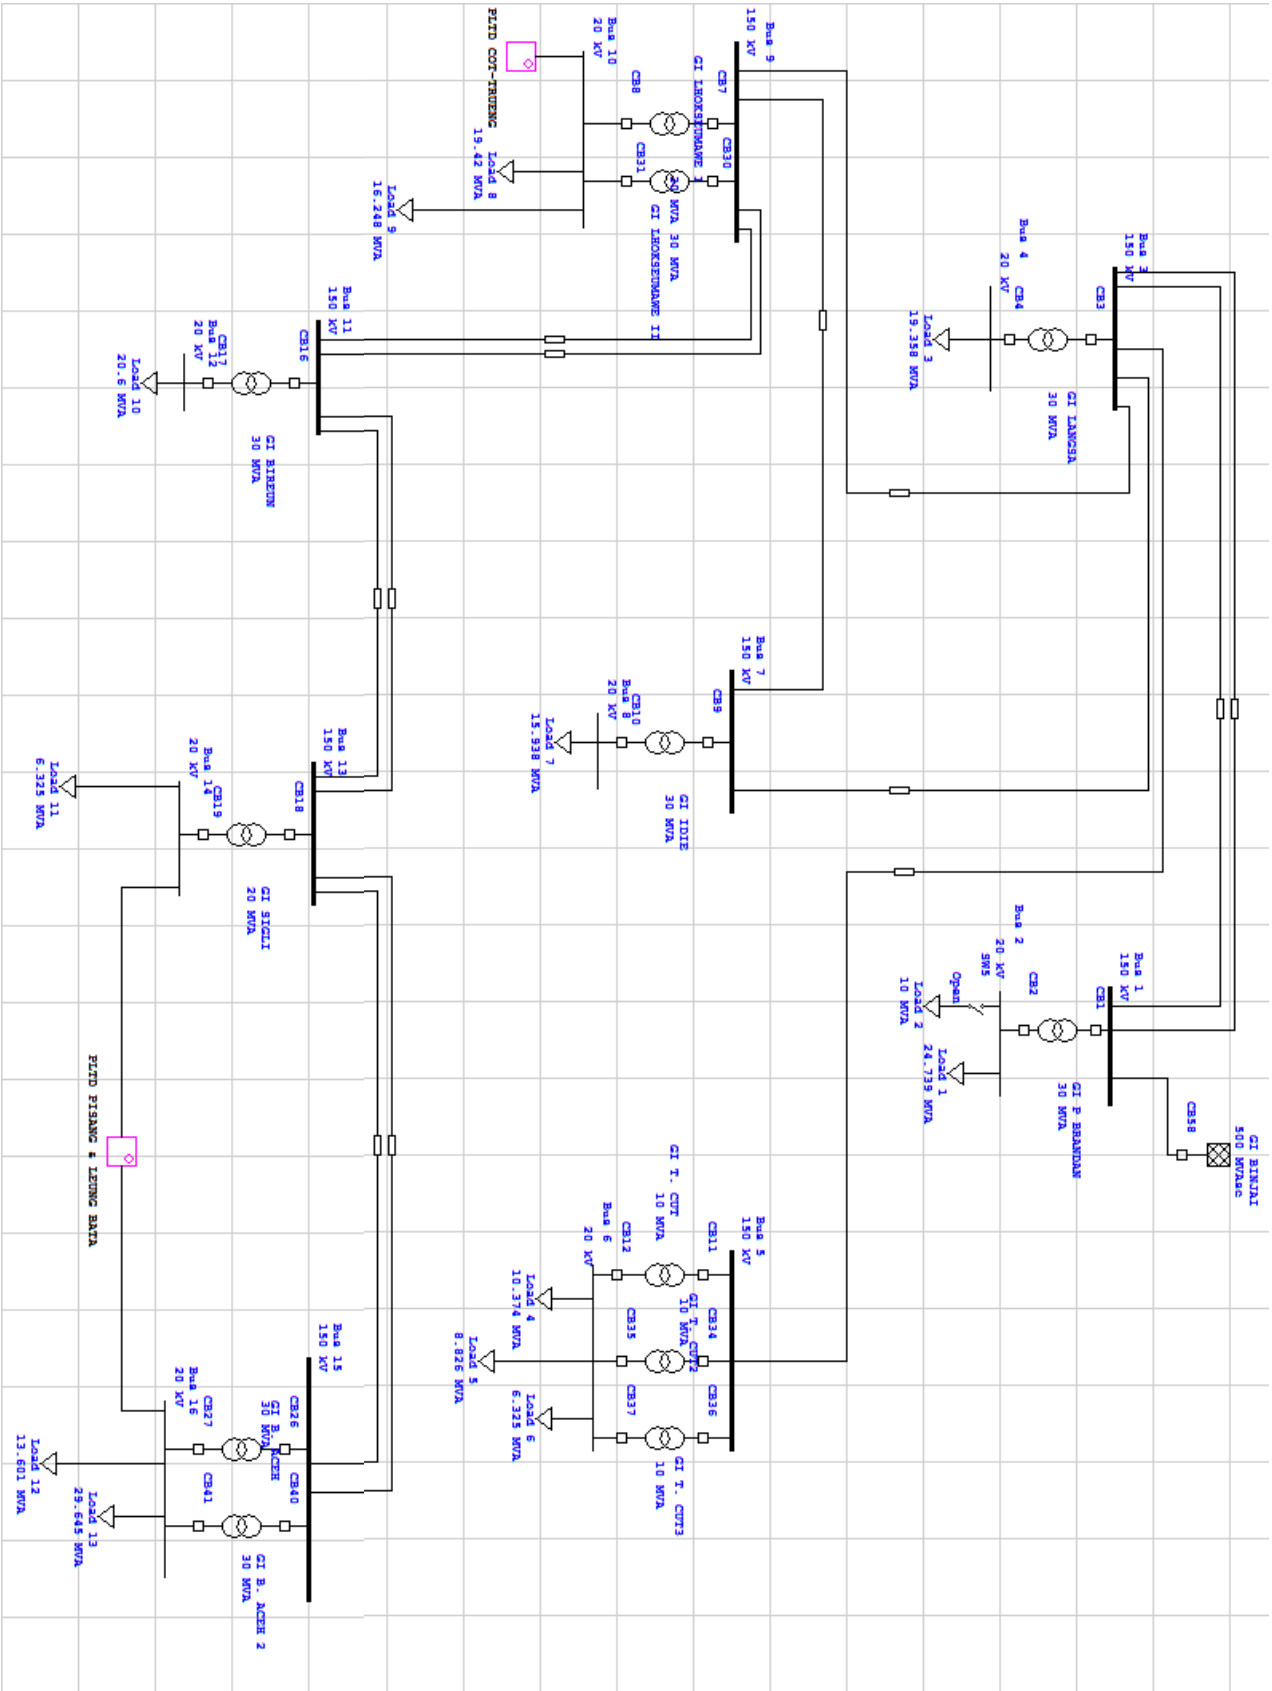 GI BINJAI
500 MVAsc
CB58
Bus 1
150 kV
CB1
GI P BRANDAN
30 MVA
CB2
Bus 2
20 kV
SW5
Open
Load 2
10 MVA
Load 1
24.739 MVA
Bus 3
150 kV
CB3
GI LANGSA
30 MVA
Bus 4
20 kV
CB4
Load 3
19.358 MVA
Bus 5
150 kV
CB11
CB34
CB36
GI T. CUT
10 MVA
GI T. CUT2
10 MVA
GI T. CUT3
10 MVA
CB12
CB35
CB37
Bus 6
20 kV
Load 4
10.374 MVA
Load 5
8.826 MVA
Load 6
6.325 MVA
Bus 7
150 kV
CB9
GI IDIE
30 MVA
CB10
Bus 8
20 kV
Load 7
15.938 MVA
Bus 9
150 kV
CB7
CB30
GI LHOKSEUMAWE I
30 MVA
30 MVA
GI LHOKSEUMAWE II
CB8
CB31
Bus 10
20 kV
PLTD COT-TRUENG
Load 8
19.42 MVA
Load 9
16.248 MVA
Bus 11
150 kV
CB16
GI BIREUN
30 MVA
CB17
Bus 12
20 kV
Load 10
20.6 MVA
Bus 13
150 kV
CB18
GI SIGLI
20 MVA
CB19
Bus 14
20 kV
Load 11
6.325 MVA
PLTD PISANG & LEUNG BATA
Bus 15
150 kV
CB26
CB40
GI B. ACEH
30 MVA
GI B. ACEH 2
30 MVA
CB27
CB41
Bus 16
20 kV
Load 12
13.601 MVA
Load 13
29.645 MVA